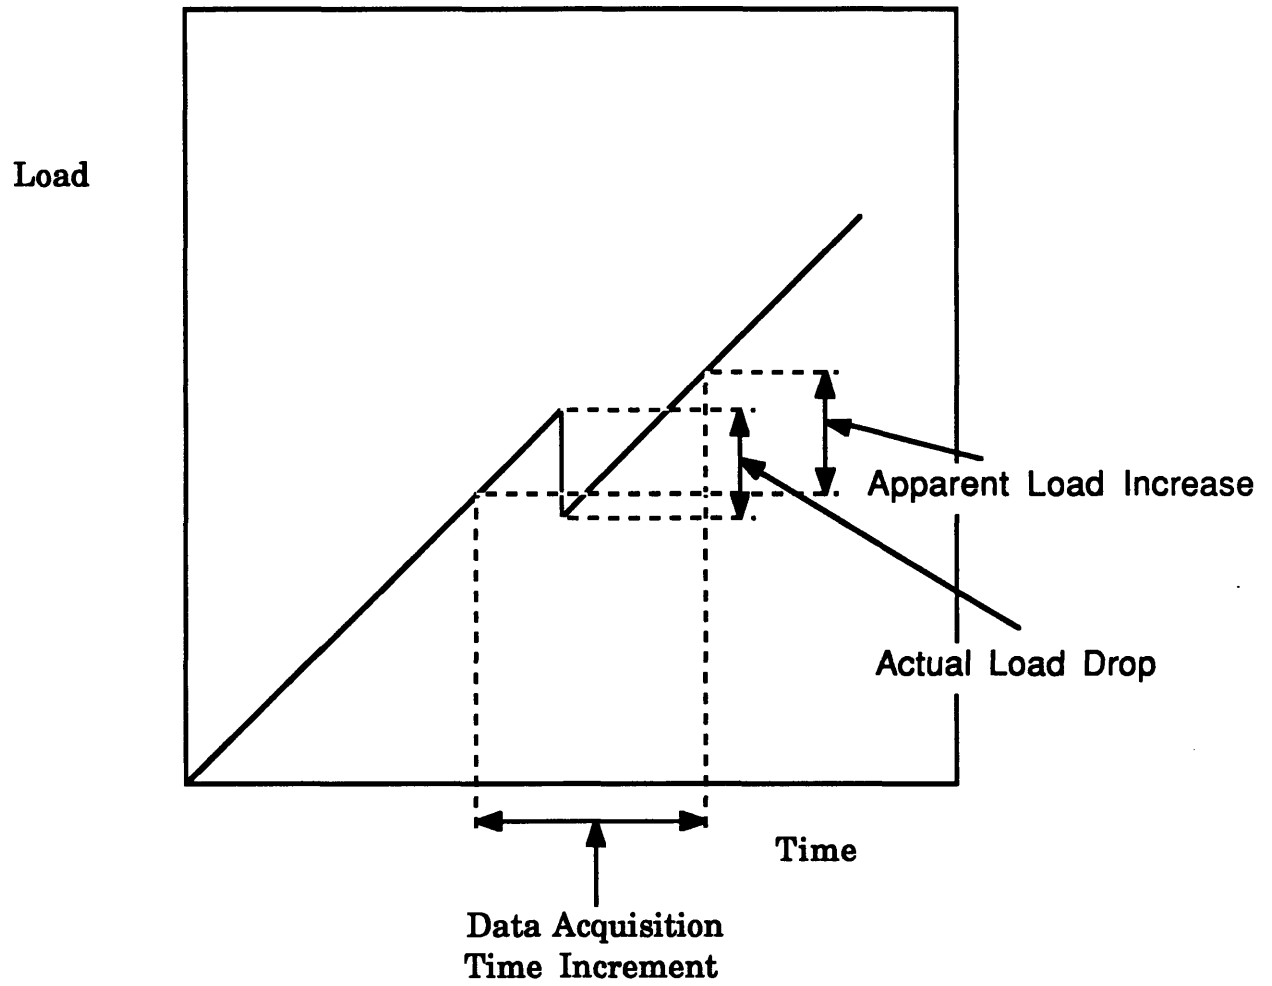 Load
Apparent Load Increase
Actual Load Drop
Time
Data Acquisition
Time Increment